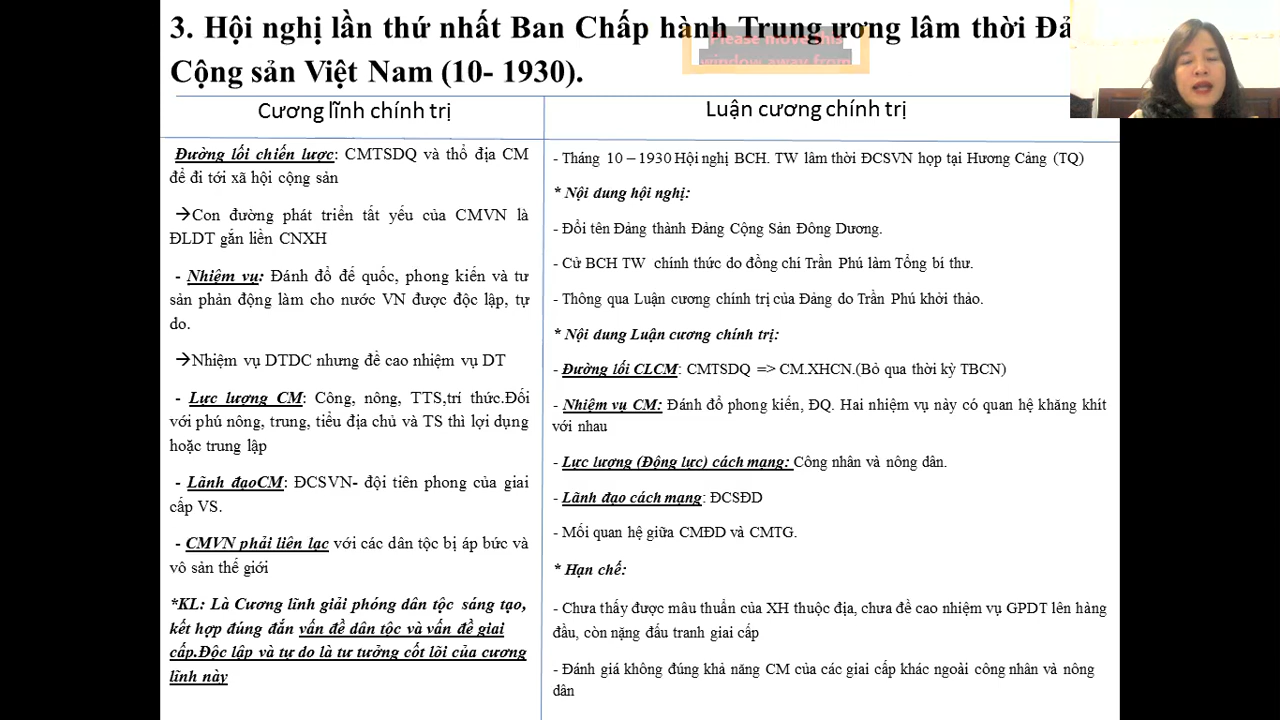 3. Hội nghị lần thứ nhất Ban Chấp hành Trung ương lâm thời
Cộng sản Việt Nam (10- 1930).
Please move this
window away from
Cương lĩnh chính trị
Đường lối chiến lược: CMTSDQ và thổ địa CM
để đi tới xã hội cộng sản
→Con đường phát triển tất yếu của CMVN là
ĐLDT gắn liền CNXH
- Nhiệm vụ: Đánh đổ đế quốc, phong kiến và tư
sản phản động làm cho nước VN được độc lập, tự
do.
→Nhiệm vụ DTDC nhưng đề cao nhiệm vụ DT
- Lực lượng CM: Công, nông, TTS,trí thức.Đối
với phú nông, trung, tiểu địa chủ và TS thì lợi dụng
hoặc trung lập
- Lãnh đạoCM: ĐCSVN- đội tiên phong của giai
cấp VS.
- CMVN phải liên lạc với các dân tộc bị áp bức và
vô sản thế giới
*KL: Là Cương lĩnh giải phóng dân tộc sáng tạo,
kết hợp đúng đắn vấn đề dân tộc và vấn đề giai
cấp.Độc lập và tự do là tư tưởng cốt lõi của cương
lĩnh này
Luận cương chính trị
- Tháng 10 – 1930 Hội nghị BCH. TW lâm thời ĐCSVN họp tại Hương Cảng (TQ)
* Nội dung hội nghị:
- Đổi tên Đảng thành Đảng Cộng Sản Đông Dương.
- Cử BCH TW chính thức do đồng chí Trần Phú làm Tổng bí thư.
- Thông qua Luận cương chính trị của Đảng do Trần Phú khởi thảo.
* Nội dung Luận cương chính trị:
- Đường lối CLCM: CMTSDQ => CM.XHCN.(Bỏ qua thời kỳ TBCN)
- Nhiệm vụ CM: Đánh đổ phong kiến, ĐQ. Hai nhiệm vụ này có quan hệ khăng khít
với nhau
- Lực lượng (Động lực) cách mạng: Công nhân và nông dân.
- Lãnh đạo cách mạng: ĐCSĐD
- Mối quan hệ giữa CMĐD và CMTG.
* Hạn chế:
- Chưa thấy được mâu thuẫn của XH thuộc địa, chưa đề cao nhiệm vụ GPDT lên hàng
đầu, còn nặng đấu tranh giai cấp
- Đánh giá không đúng khả năng CM của các giai cấp khác ngoài công nhân và nông
dân